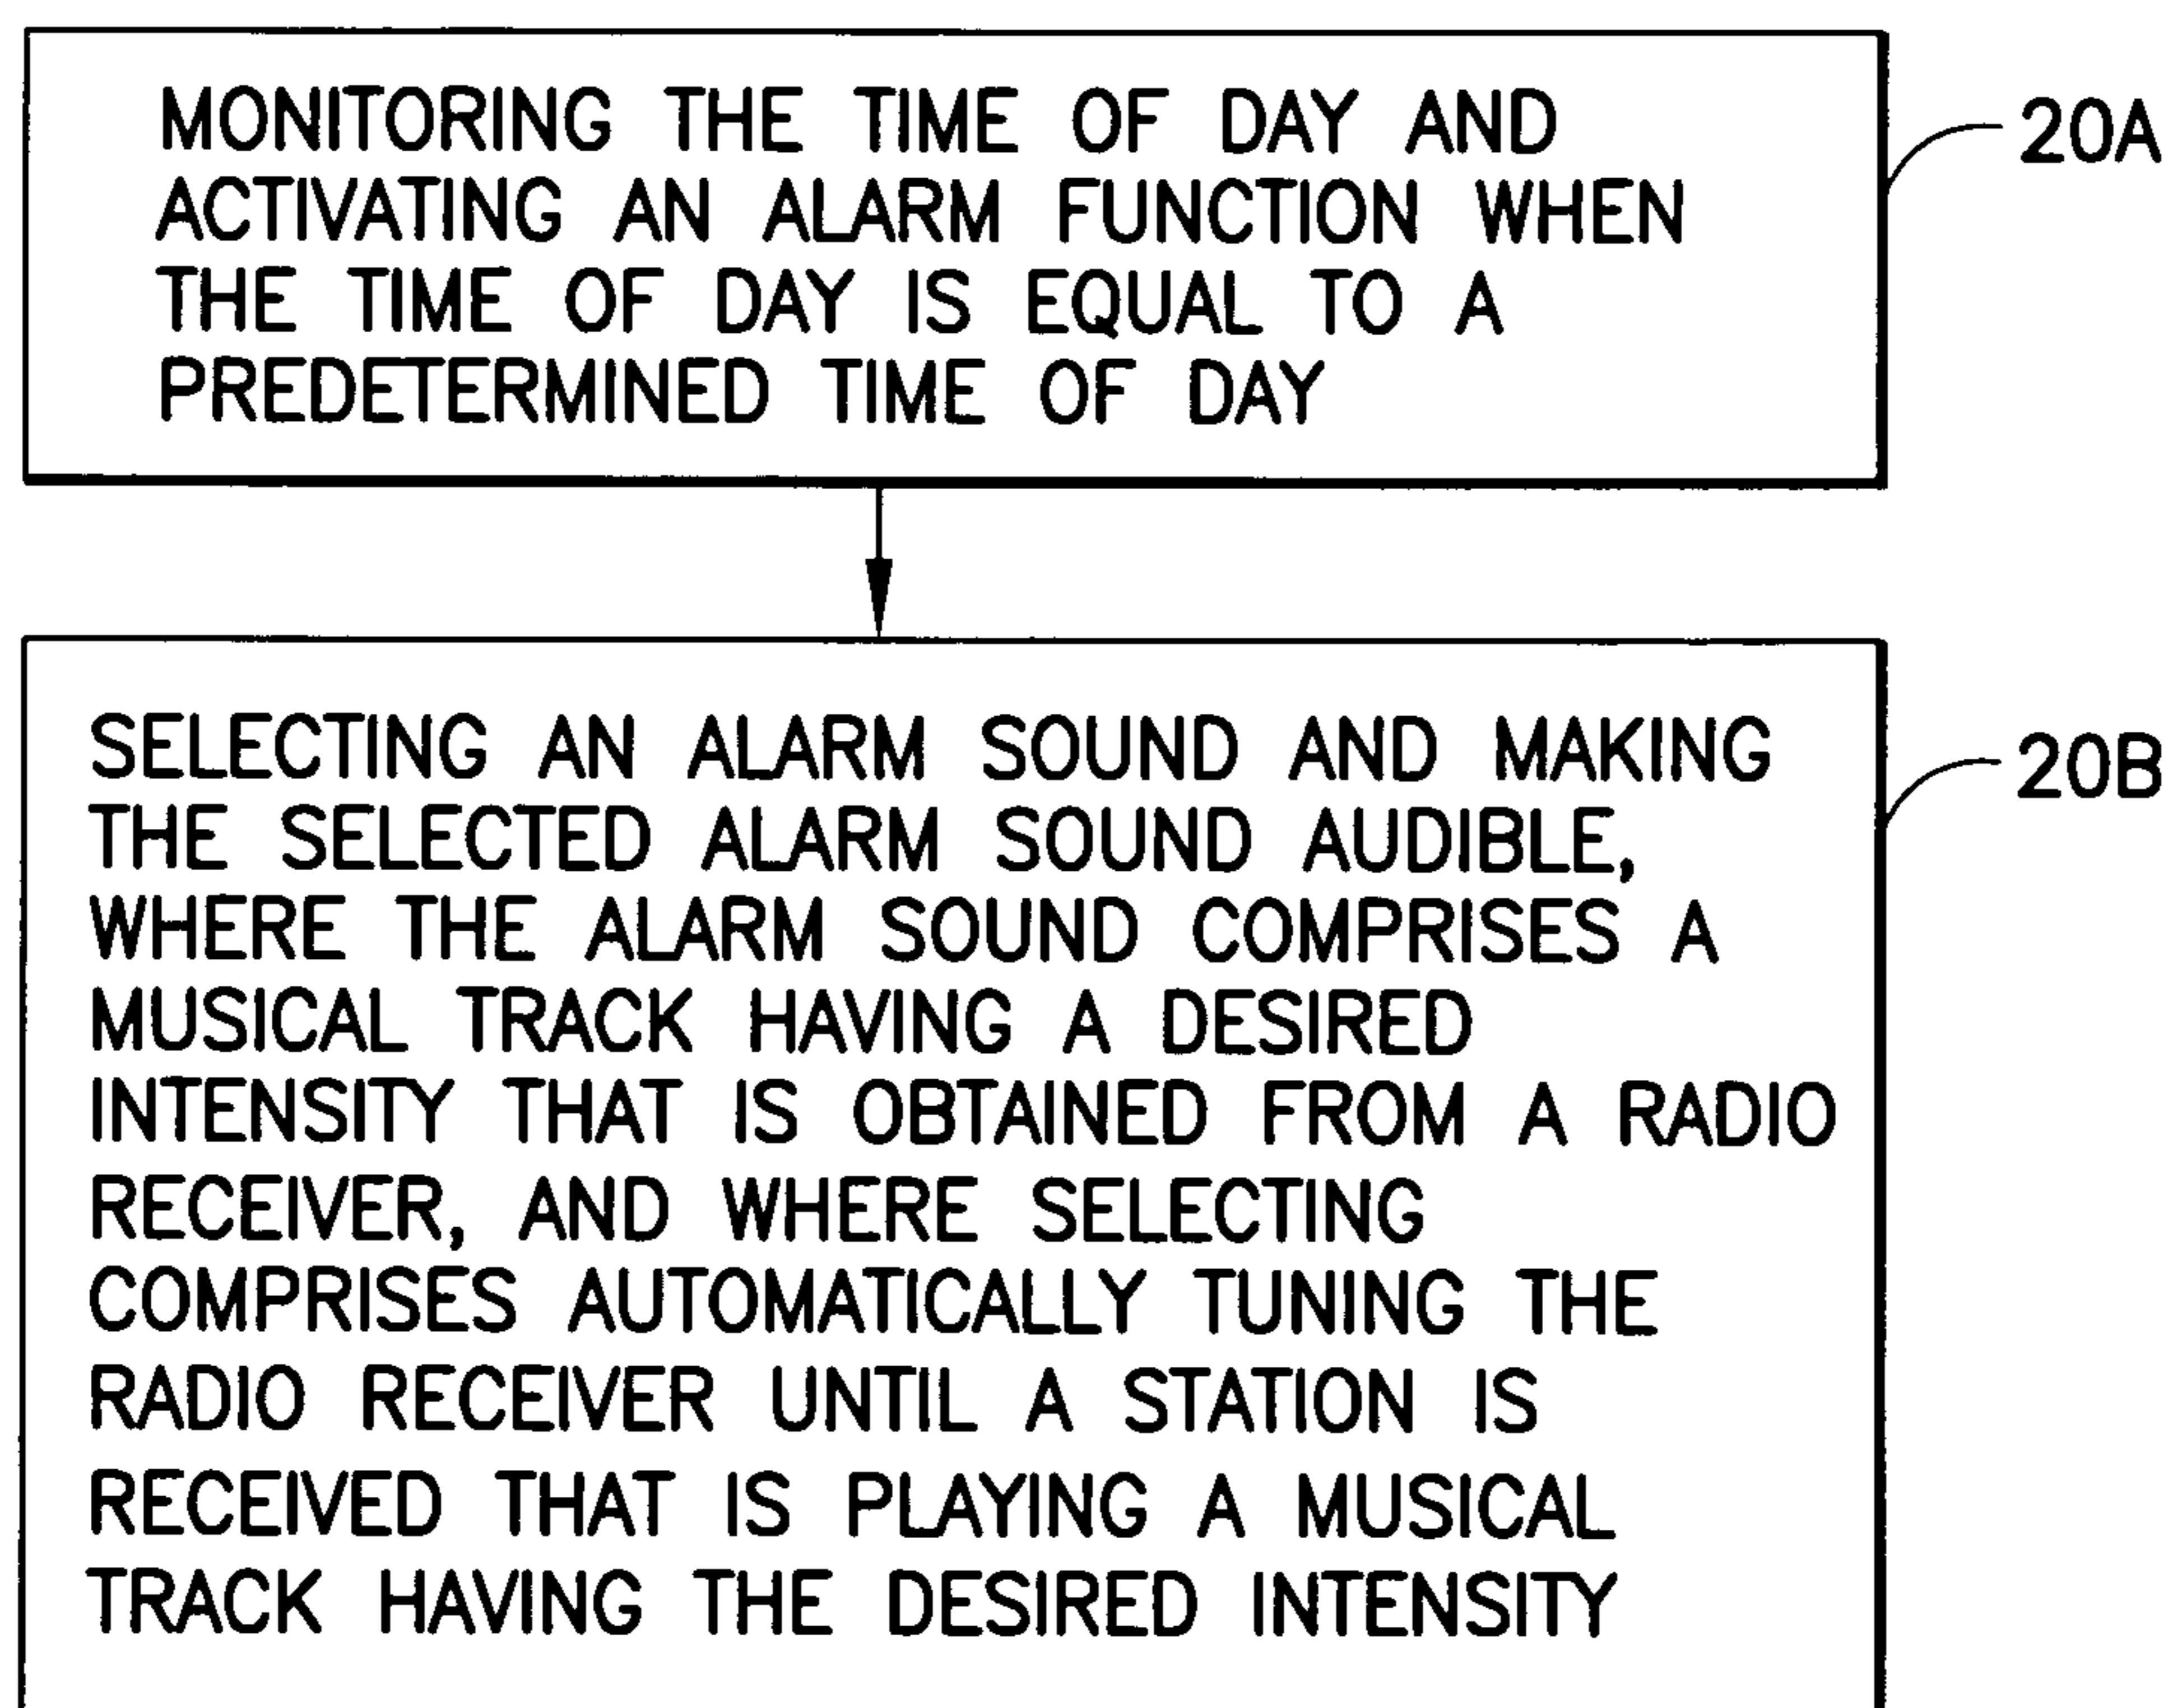 MONITORING THE TIME OF DAY AND
ACTIVATING AN ALARM FUNCTION WHEN
THE TIME OF DAY IS EQUAL TO A
PREDETERMINED TIME OF DAY
20A
SELECTING AN ALARM SOUND AND MAKING
THE SELECTED ALARM SOUND AUDIBLE,
WHERE THE ALARM SOUND COMPRISES A
MUSICAL TRACK HAVING A DESIRED
INTENSITY THAT IS OBTAINED FROM A RADIO
RECEIVER, AND WHERE SELECTING
COMPRISES AUTOMATICALLY TUNING THE
RADIO RECEIVER UNTIL A STATION IS
RECEIVED THAT IS PLAYING A MUSICAL
TRACK HAVING THE DESIRED INTENSITY
20B